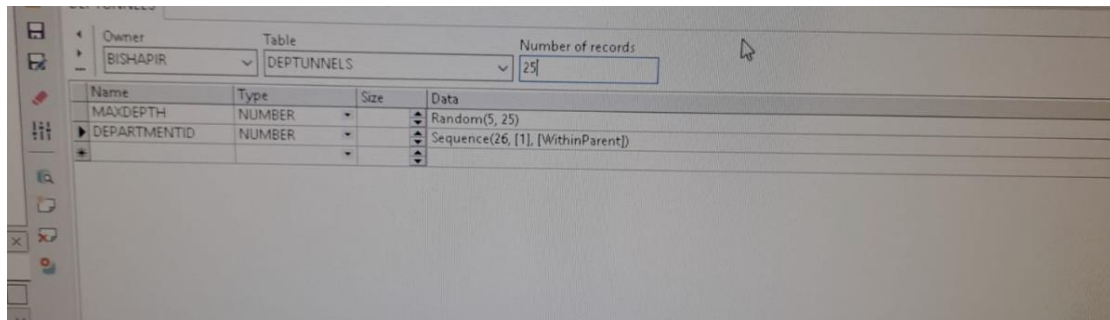 DEPTUNNELS
Owner Table Number of records
BISHAPIR DEPTUNNELS 25
Name Type Size Data
MAXDEPTH NUMBER Random(5, 25)
DEPARTMENTID NUMBER Sequence(26, [1], [WithinParent])